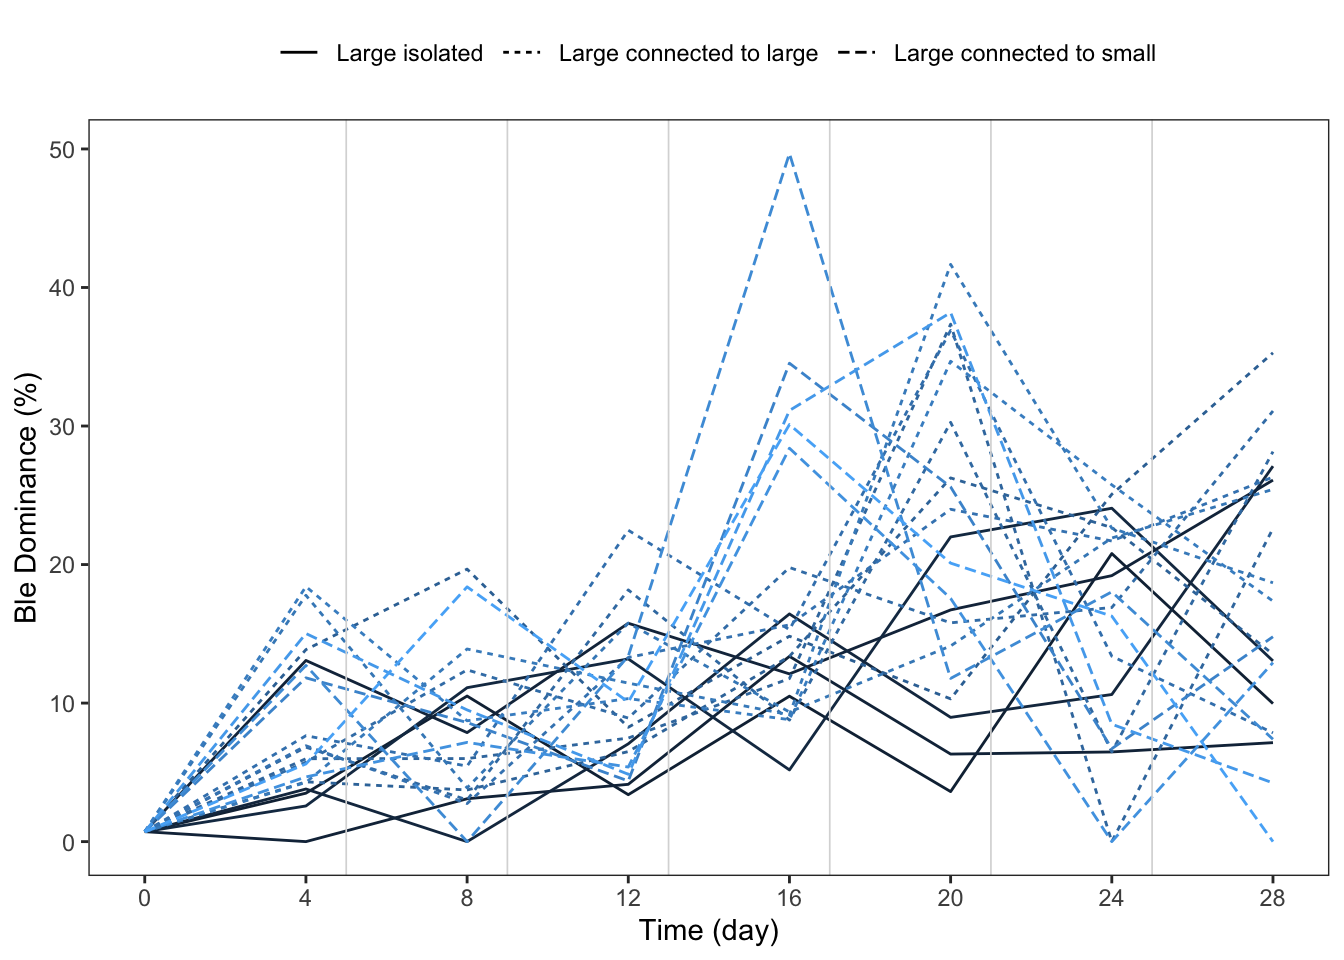 Large isolated Large connected to large Large connected to small
50
40
30
20
10
0
Ble Dominance (%)
0 4 8 12 16 20 24 28
Time (day)